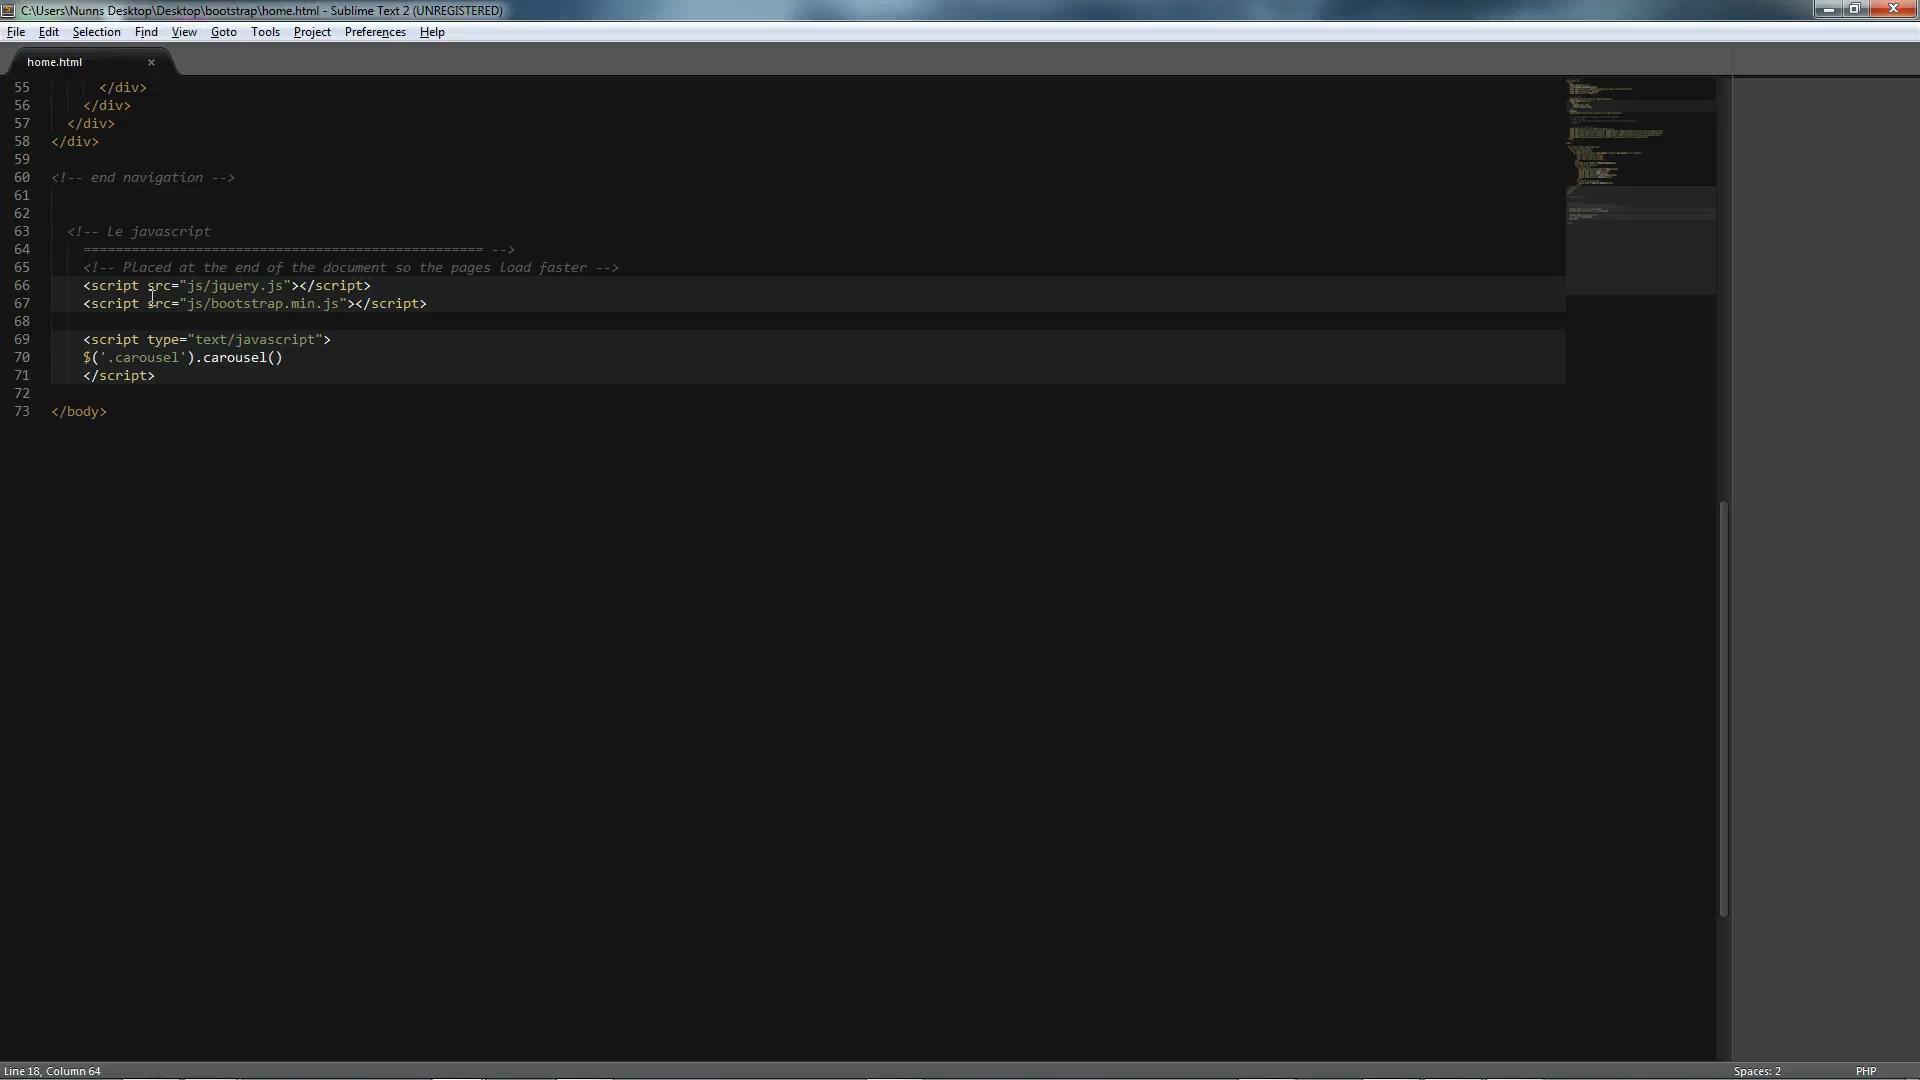 C:\Users\Nunns Desktop\Desktop\bootstrap\home.html - Sublime Text 2 (UNREGISTERED)
File Edit Selection Find View Goto Tools Project Preferences Help
home.html ×
55 </div>
56 </div>
57 </div>
58 </div>
59
60 <!-- end navigation -->
61
62
63 <!-- Le javascript
64 ================================================== -->
65 <!-- Placed at the end of the document so the pages load faster -->
66 <script src="js/jquery.js"></script>
67 <script src="js/bootstrap.min.js"></script>
68
69 <script type="text/javascript">
70 $('.carousel').carousel()
71 </script>
72
73 </body>
Line 18, Column 64 Spaces: 2 PHP